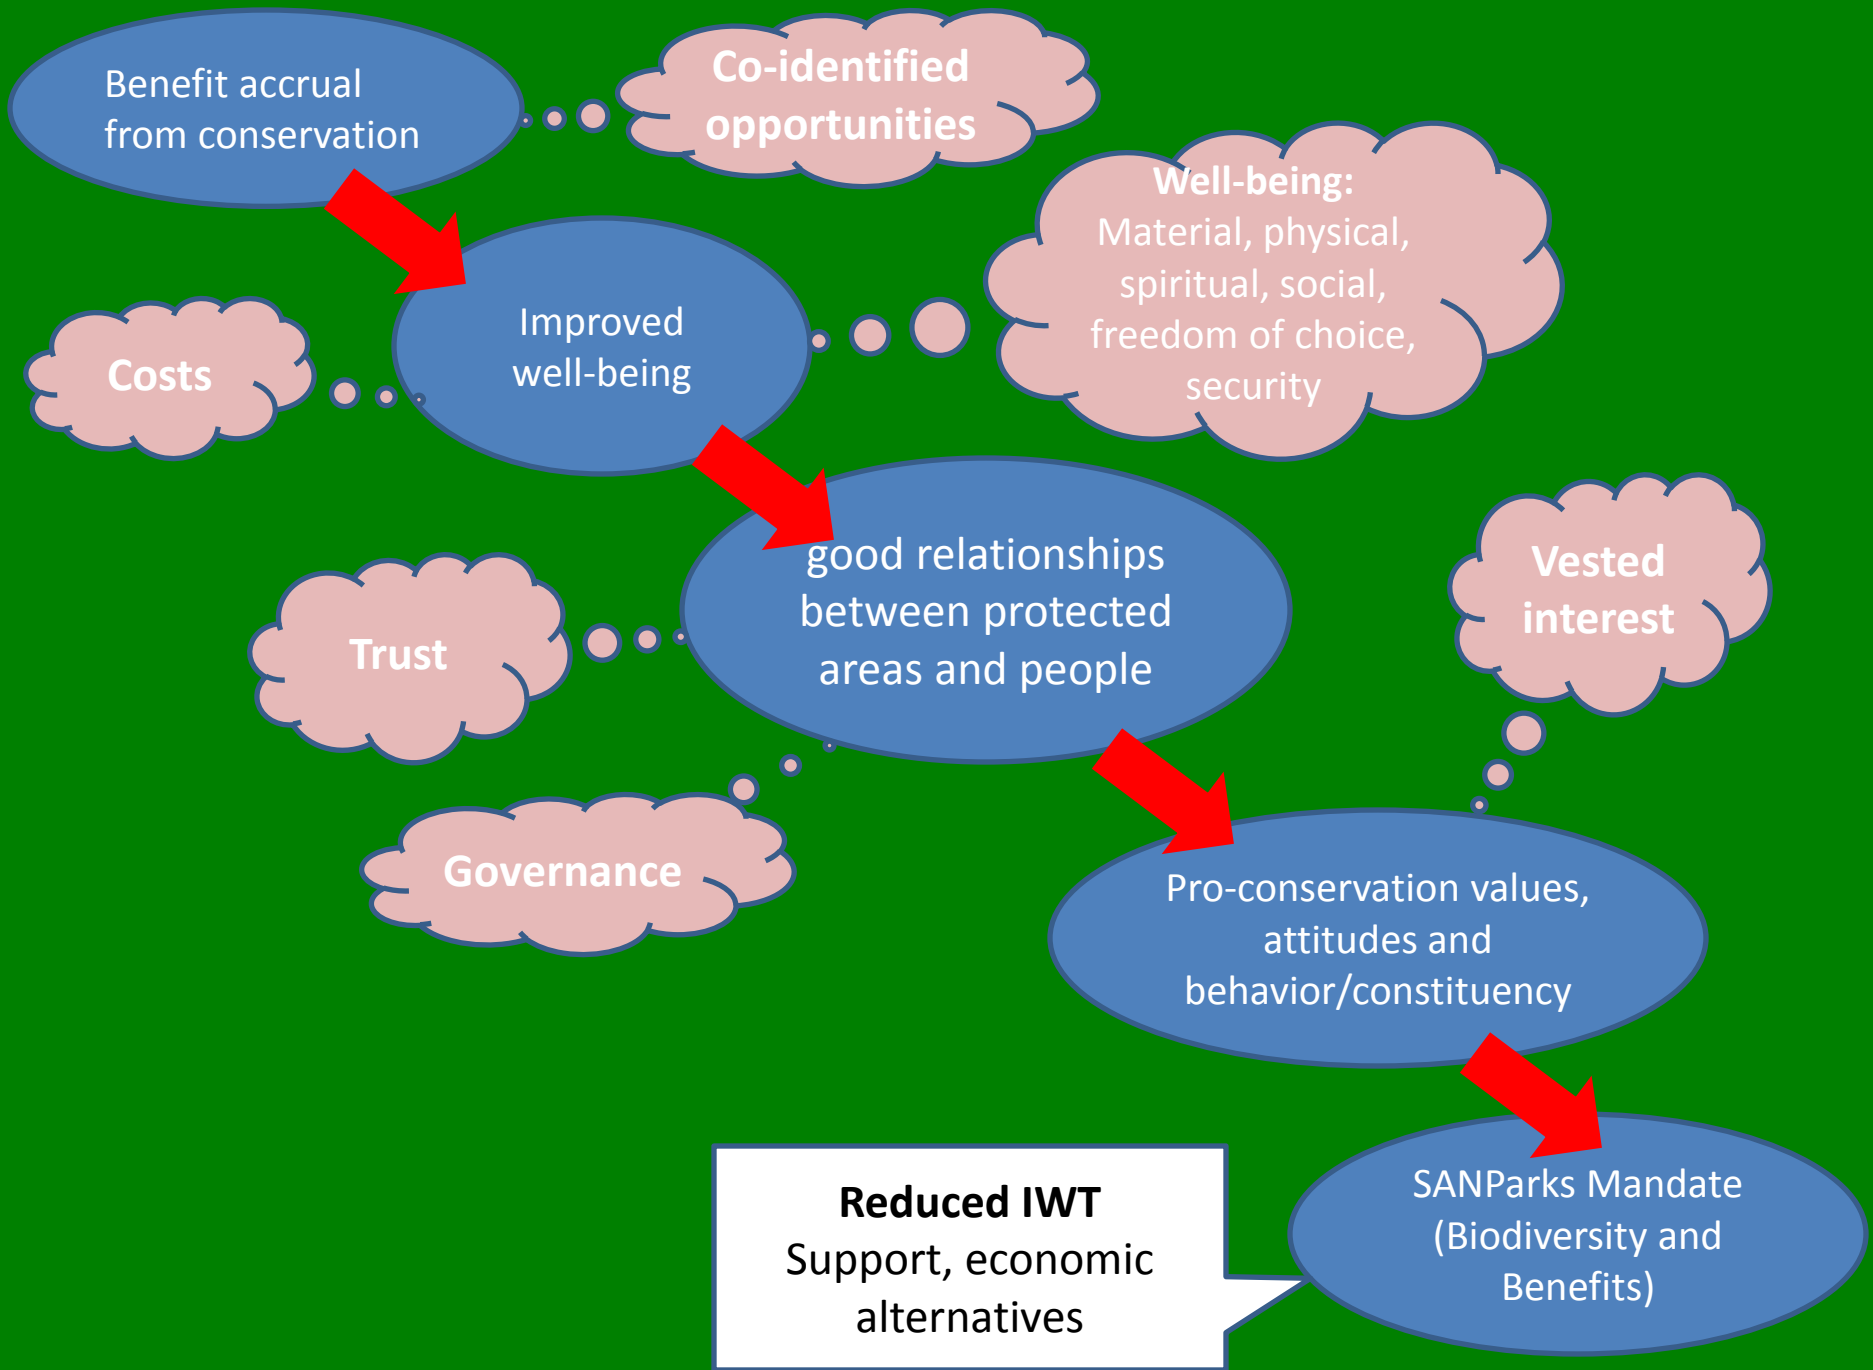 Benefit accrual
from conservation
Co-identified
opportunities
Well-being:
Material, physical,
spiritual, social,
freedom of choice,
security
Improved
well-being
Costs
good relationships
between protected
areas and people
Vested
interest
Trust
Governance
Pro-conservation values,
attitudes and
behavior/constituency
SANParks Mandate
(Biodiversity and
Benefits)
Reduced IWT
Support, economic
alternatives